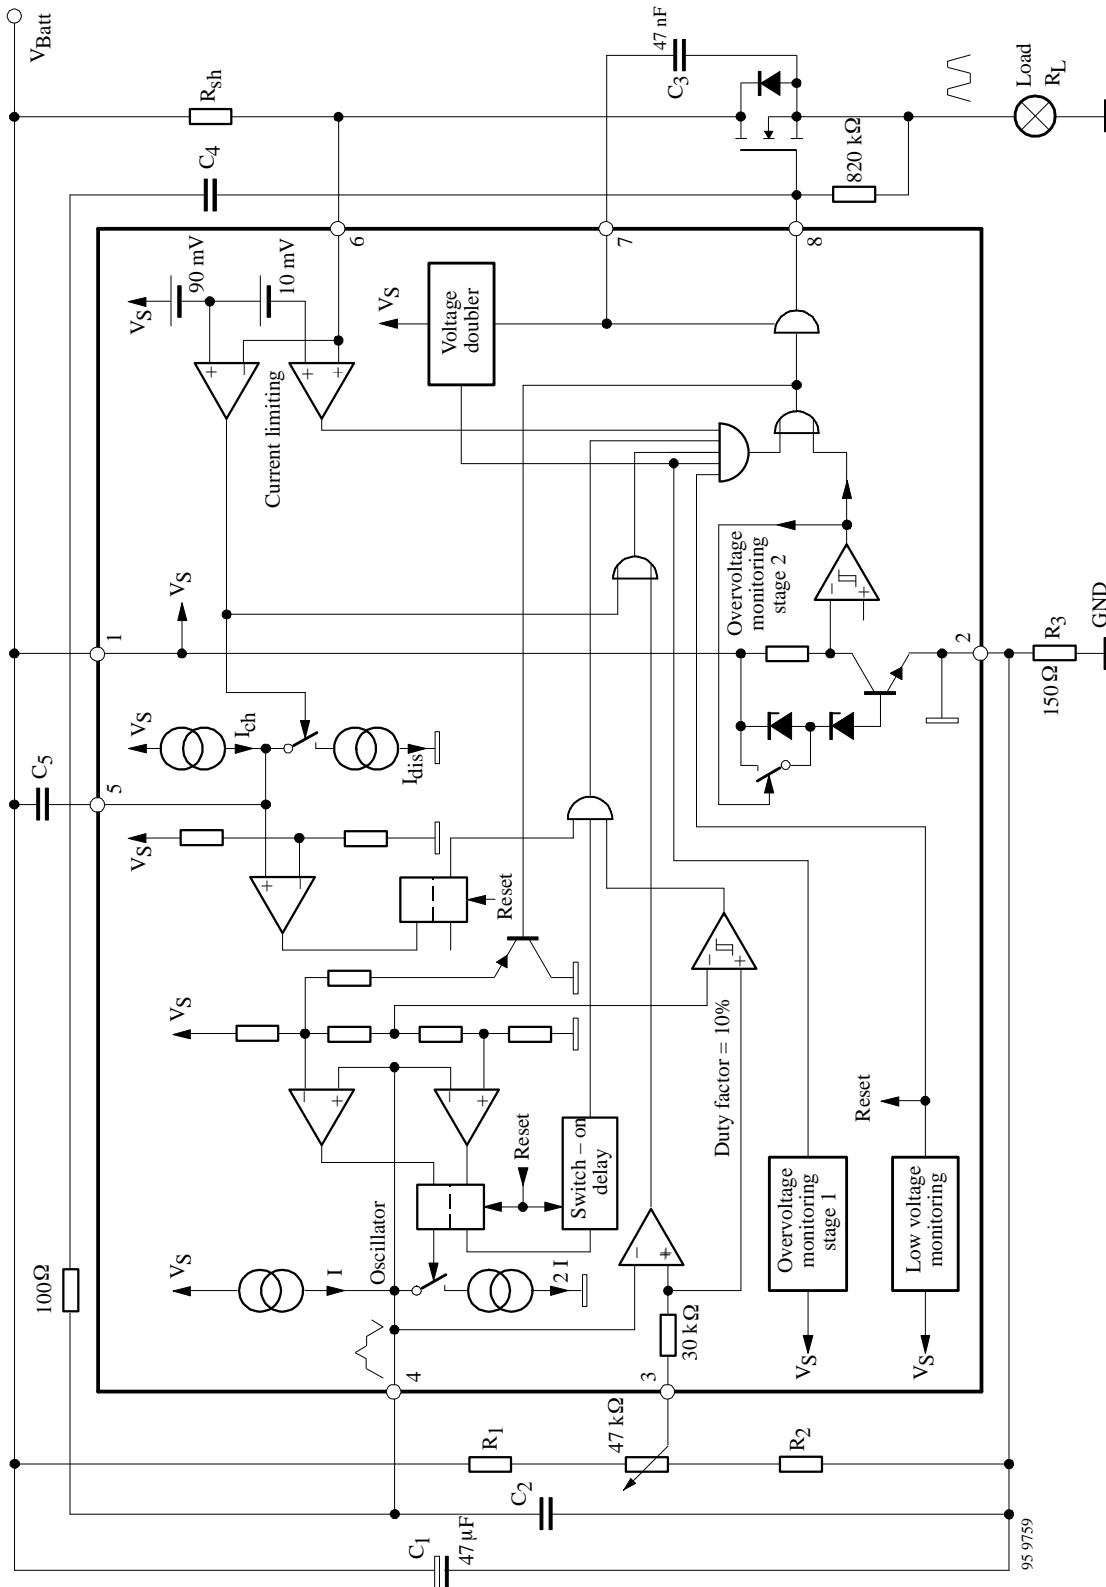 VBatt
Rsh
C4
47 nF
C3
Load
RL
820 kΩ
6
7
8
90 mV
10 mV
VS
VS
Voltage
doubler
Current limiting
1
VS
Overvoltage
monitoring
stage 2
2
R3
150 Ω
GND
C5
5
VS
Ich
Idis
VS
Reset
VS
Duty factor = 10%
Reset
Switch – on
delay
Oscillator
VS
I
2 I
Reset
Overvoltage
monitoring
stage 1
VS
Low voltage
monitoring
VS
30 kΩ
4
3
100Ω
R1
47 kΩ
R2
C2
C1
47 µF
95 9759